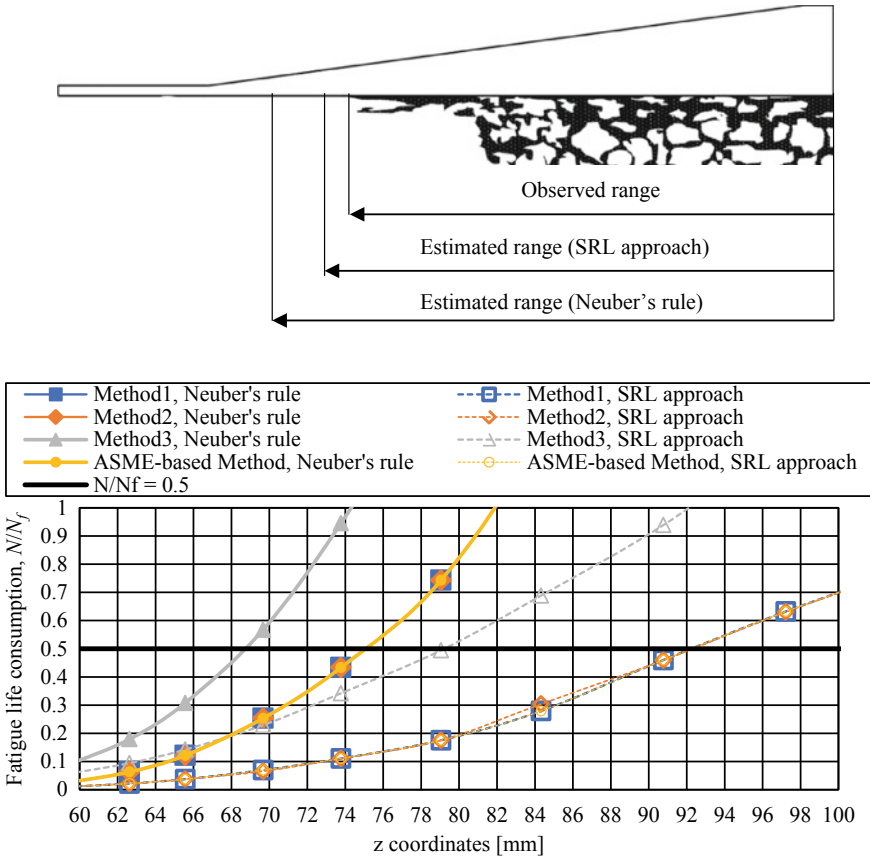 Observed range
Estimated range (SRL approach)
Estimated range (Neuber’s rule)
Method1, Neuber's rule
Method1, SRL approach
Method2, Neuber's rule
Method2, SRL approach
Method3, Neuber's rule
Method3, SRL approach
ASME-based Method, Neuber's rule
ASME-based Method, SRL approach
N/Nf = 0.5
Fatigue life consumption, N/Nf
1
0.9
0.8
0.7
0.6
0.5
0.4
0.3
0.2
0.1
0
60 62 64 66 68 70 72 74 76 78 80 82 84 86 88 90 92 94 96 98 100
z coordinates [mm]